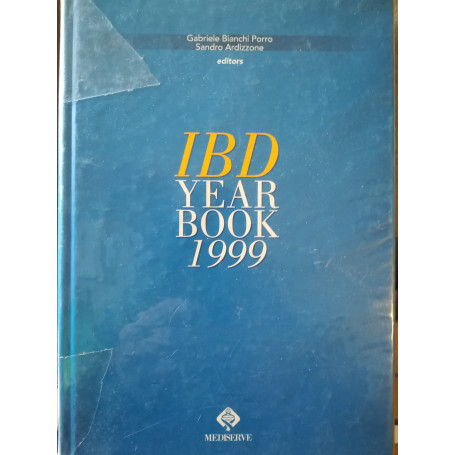 Gabriele Bianchi Porro
Sandro Ardizzone
editors
IBD
YEAR
BOOK
1999
MEDISERVE